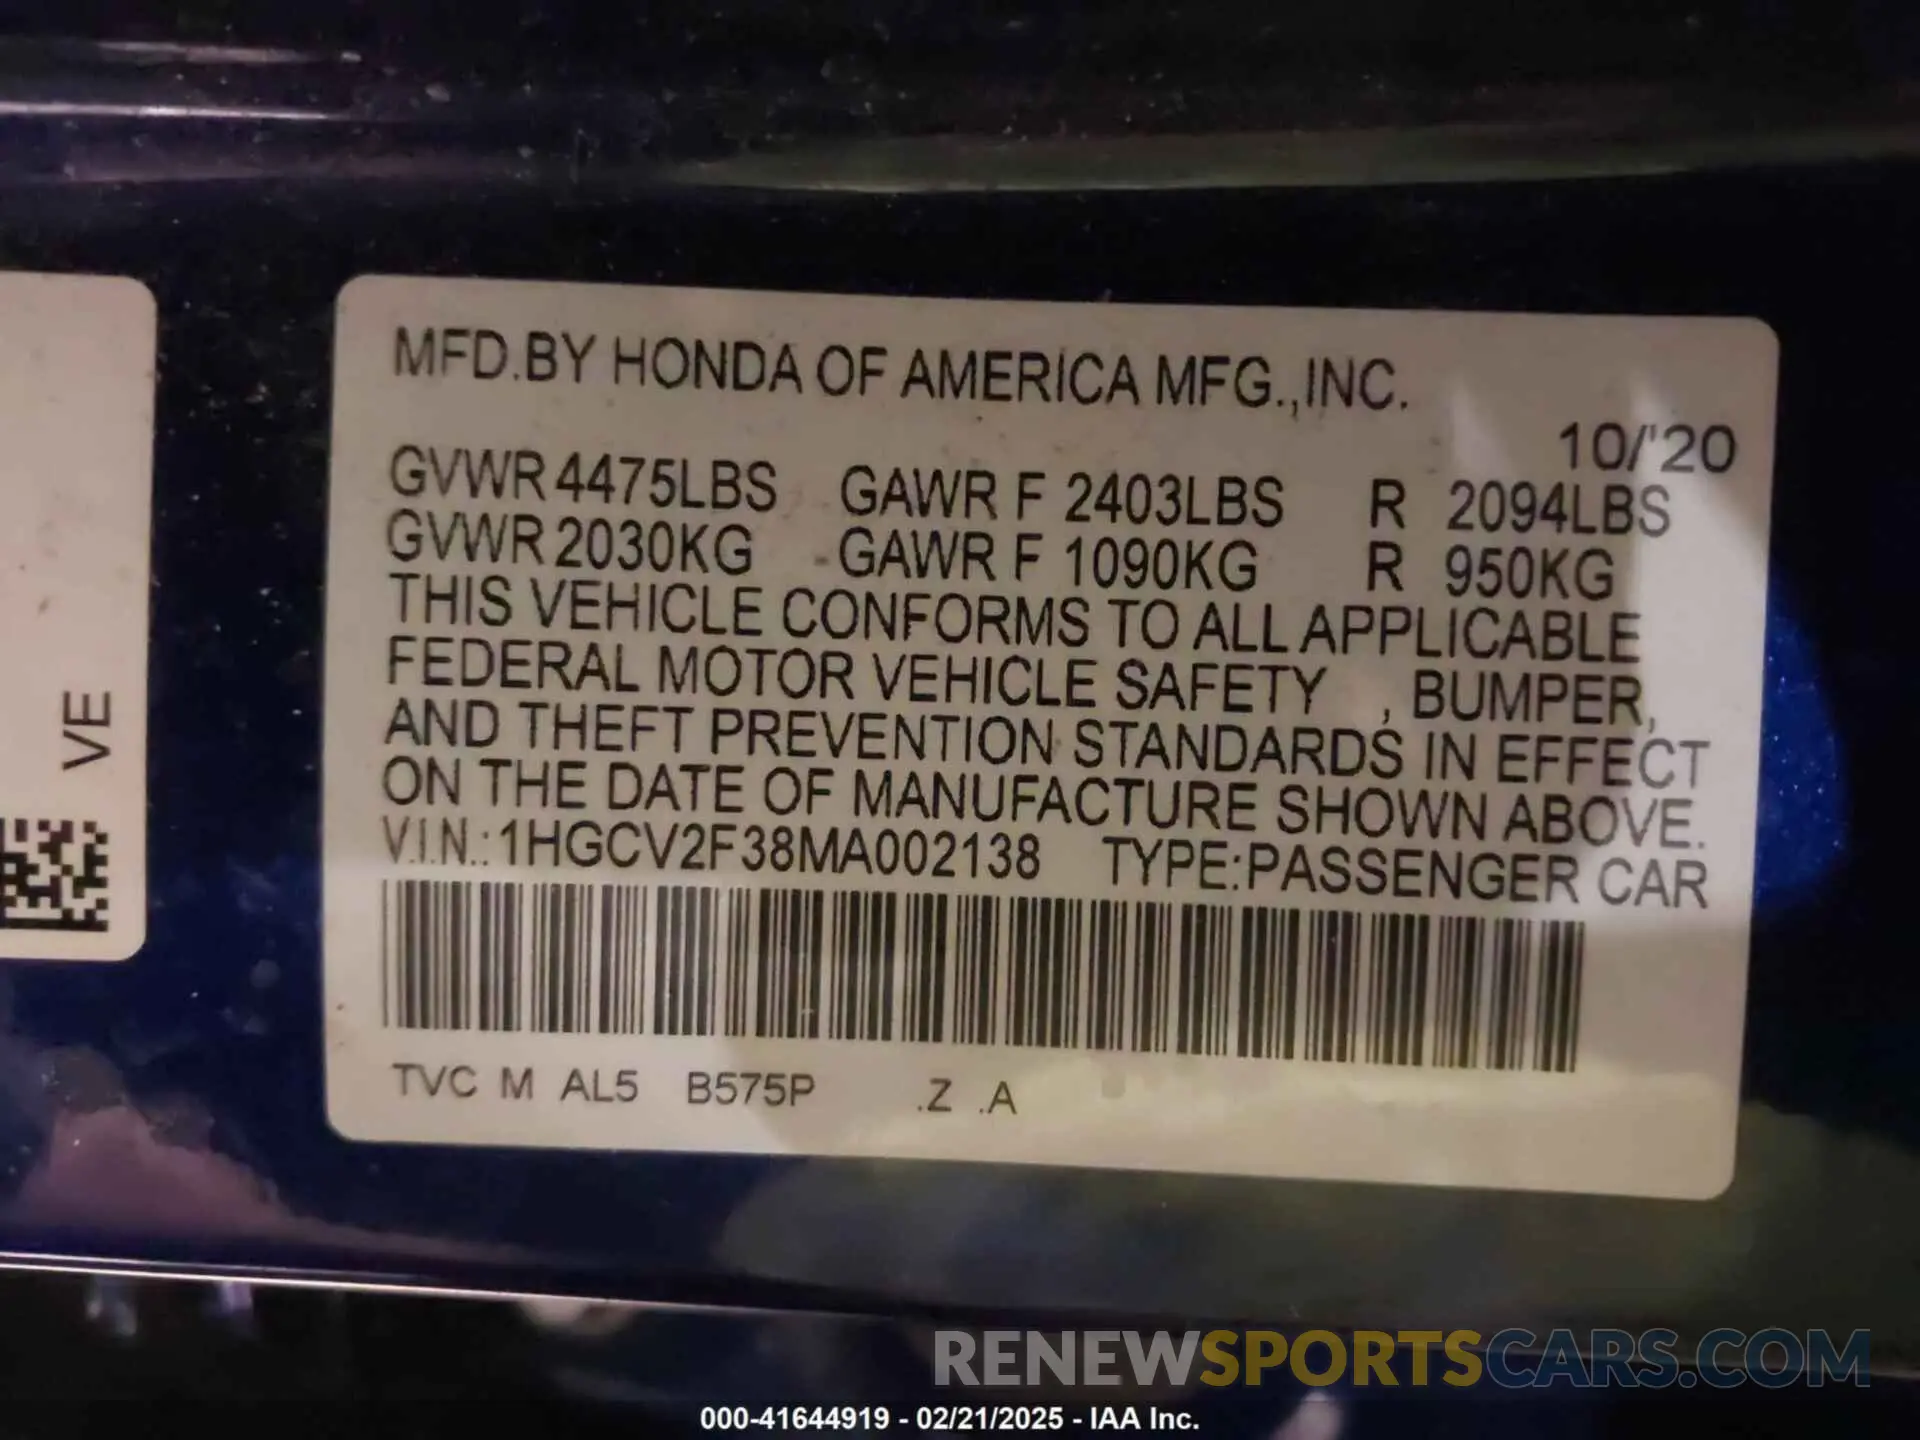 MFD.BY HONDA OF AMERICA MFG.,INC.
10/'20
GVWR 4475LBS GAWR F 2403LBS R 2094LBS
GVWR 2030KG GAWR F 1090KG R 950KG
THIS VEHICLE CONFORMS TO ALL APPLICABLE
FEDERAL MOTOR VEHICLE SAFETY , BUMPER,
AND THEFT PREVENTION STANDARDS IN EFFECT
ON THE DATE OF MANUFACTURE SHOWN ABOVE.
V.I.N.: 1HGCV2F38MA002138 TYPE:PASSENGER CAR
TVC M AL5 B575P .Z .A
VE
RENEWSPORTSCARS.COM
000-41644919 - 02/21/2025 - IAA Inc.